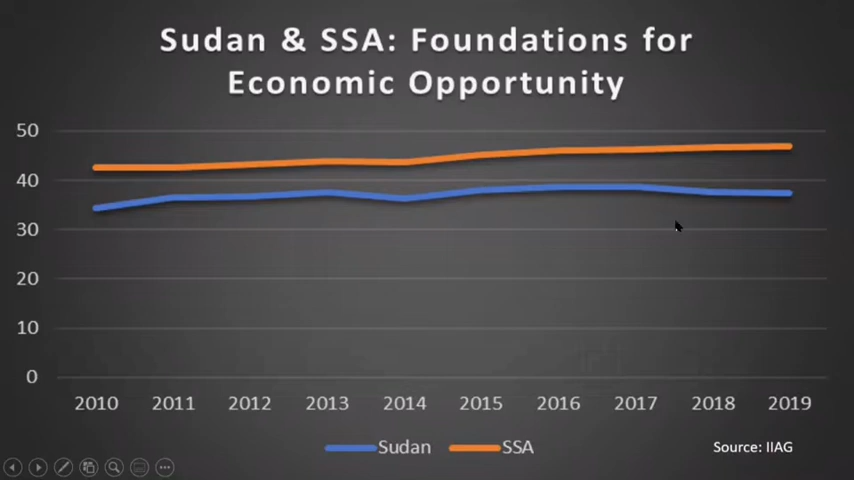 Sudan & SSA: Foundations for
Economic Opportunity
50
40
30
20
10
0
2010 2011 2012 2013 2014 2015 2016 2017 2018 2019
Sudan SSA
Source: IIAG